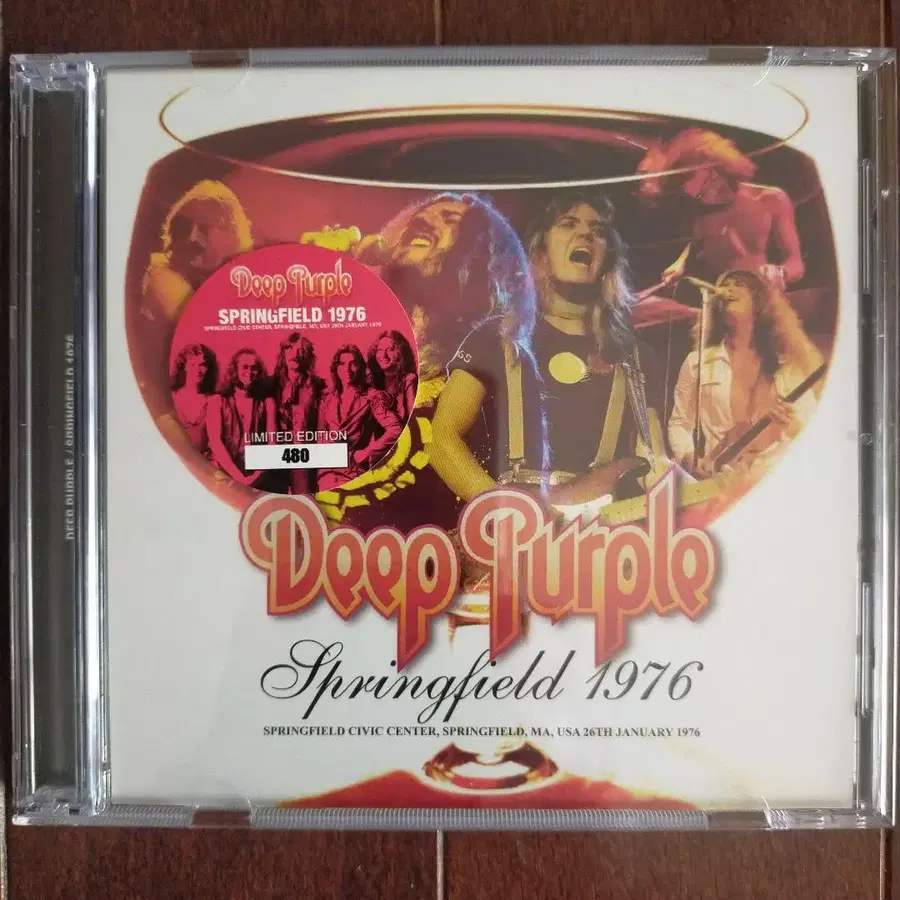 Deep Purple
SPRINGFIELD 1976
SPRINGFIELD CIVIC CENTER, SPRINGFIELD, MA, USA 26TH JANUARY 1976
LIMITED EDITION
480
Deep Purple
Springfield 1976
SPRINGFIELD CIVIC CENTER, SPRINGFIELD, MA, USA 26TH JANUARY 1976
DEEP PURPLE / SPRINGFIELD 1976